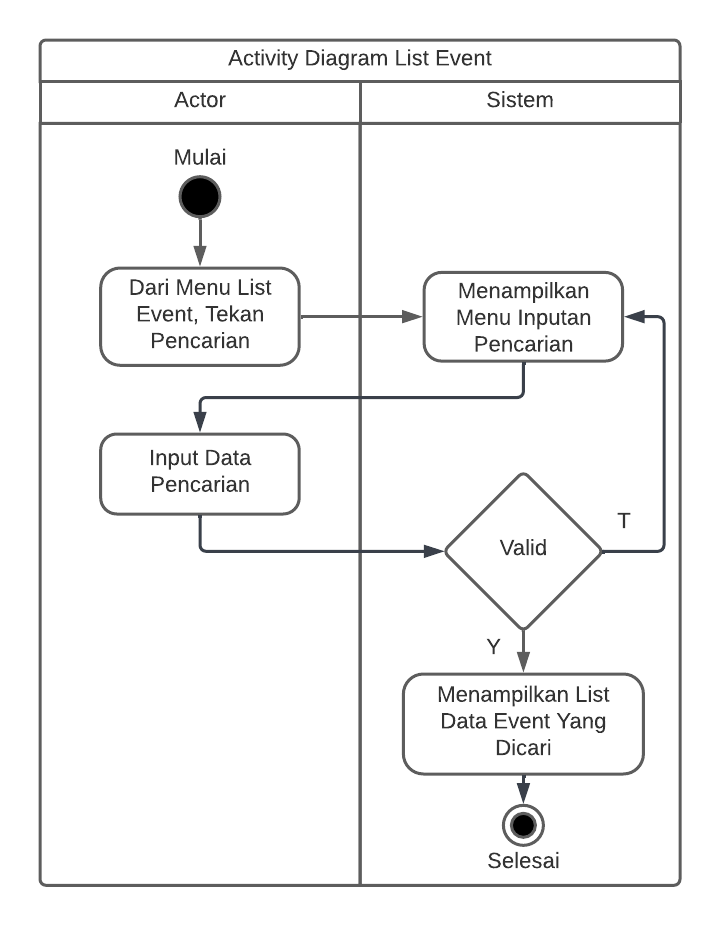 Activity Diagram List Event
Actor
Sistem
Mulai
Dari Menu List
Event, Tekan
Pencarian
Menampilkan
Menu Inputan
Pencarian
Input Data
Pencarian
Valid
T
Y
Menampilkan List
Data Event Yang
Dicari
Selesai